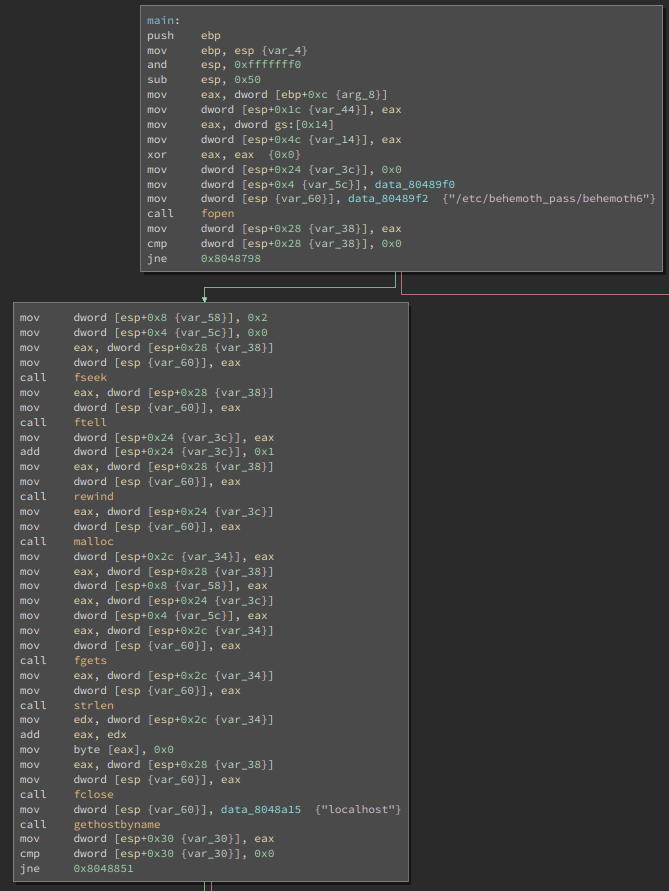 main:
push ebp
mov ebp, esp {var_4}
and esp, 0xfffffff0
sub esp, 0x50
mov eax, dword [ebp+0xc {arg_8}]
mov dword [esp+0x1c {var_44}], eax
mov eax, dword gs:[0x14]
mov dword [esp+0x4c {var_14}], eax
xor eax, eax {0x0}
mov dword [esp+0x24 {var_3c}], 0x0
mov dword [esp+0x4 {var_5c}], data_80489f0
mov dword [esp {var_60}], data_80489f2 {"/etc/behemoth_pass/behemoth6"}
call fopen
mov dword [esp+0x28 {var_38}], eax
cmp dword [esp+0x28 {var_38}], 0x0
jne 0x8048798
mov dword [esp+0x8 {var_58}], 0x2
mov dword [esp+0x4 {var_5c}], 0x0
mov eax, dword [esp+0x28 {var_38}]
mov dword [esp {var_60}], eax
call fseek
mov eax, dword [esp+0x28 {var_38}]
mov dword [esp {var_60}], eax
call ftell
mov dword [esp+0x24 {var_3c}], eax
add dword [esp+0x24 {var_3c}], 0x1
mov eax, dword [esp+0x28 {var_38}]
mov dword [esp {var_60}], eax
call rewind
mov eax, dword [esp+0x24 {var_3c}]
mov dword [esp {var_60}], eax
call malloc
mov dword [esp+0x2c {var_34}], eax
mov eax, dword [esp+0x28 {var_38}]
mov dword [esp+0x8 {var_58}], eax
mov eax, dword [esp+0x24 {var_3c}]
mov dword [esp+0x4 {var_5c}], eax
mov eax, dword [esp+0x2c {var_34}]
mov dword [esp {var_60}], eax
call fgets
mov eax, dword [esp+0x2c {var_34}]
mov dword [esp {var_60}], eax
call strlen
mov edx, dword [esp+0x2c {var_34}]
add eax, edx
mov byte [eax], 0x0
mov eax, dword [esp+0x28 {var_38}]
mov dword [esp {var_60}], eax
call fclose
mov dword [esp {var_60}], data_8048a15 {"localhost"}
call gethostbyname
mov dword [esp+0x30 {var_30}], eax
cmp dword [esp+0x30 {var_30}], 0x0
jne 0x8048851